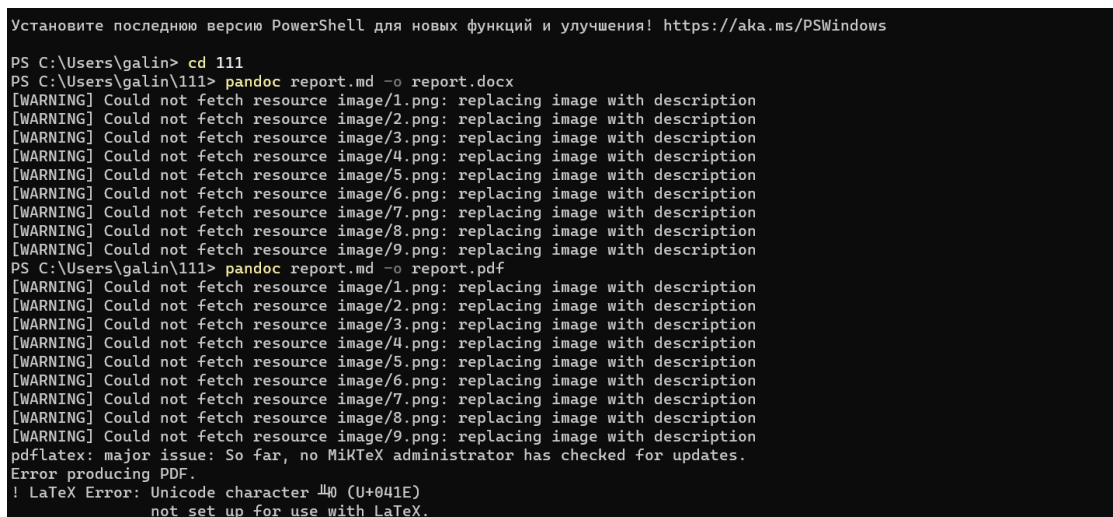 Установите последнюю версию PowerShell для новых функций и улучшения! https://aka.ms/PSWindows
PS C:\Users\galin> cd 111
PS C:\Users\galin\111> pandoc report.md -o report.docx
[WARNING] Could not fetch resource image/1.png: replacing image with description
[WARNING] Could not fetch resource image/2.png: replacing image with description
[WARNING] Could not fetch resource image/3.png: replacing image with description
[WARNING] Could not fetch resource image/4.png: replacing image with description
[WARNING] Could not fetch resource image/5.png: replacing image with description
[WARNING] Could not fetch resource image/6.png: replacing image with description
[WARNING] Could not fetch resource image/7.png: replacing image with description
[WARNING] Could not fetch resource image/8.png: replacing image with description
[WARNING] Could not fetch resource image/9.png: replacing image with description
PS C:\Users\galin\111> pandoc report.md -o report.pdf
[WARNING] Could not fetch resource image/1.png: replacing image with description
[WARNING] Could not fetch resource image/2.png: replacing image with description
[WARNING] Could not fetch resource image/3.png: replacing image with description
[WARNING] Could not fetch resource image/4.png: replacing image with description
[WARNING] Could not fetch resource image/5.png: replacing image with description
[WARNING] Could not fetch resource image/6.png: replacing image with description
[WARNING] Could not fetch resource image/7.png: replacing image with description
[WARNING] Could not fetch resource image/8.png: replacing image with description
[WARNING] Could not fetch resource image/9.png: replacing image with description
pdflatex: major issue: So far, no MiKTeX administrator has checked for updates.
Error producing PDF.
! LaTeX Error: Unicode character ╨Ю (U+041E)
not set up for use with LaTeX.